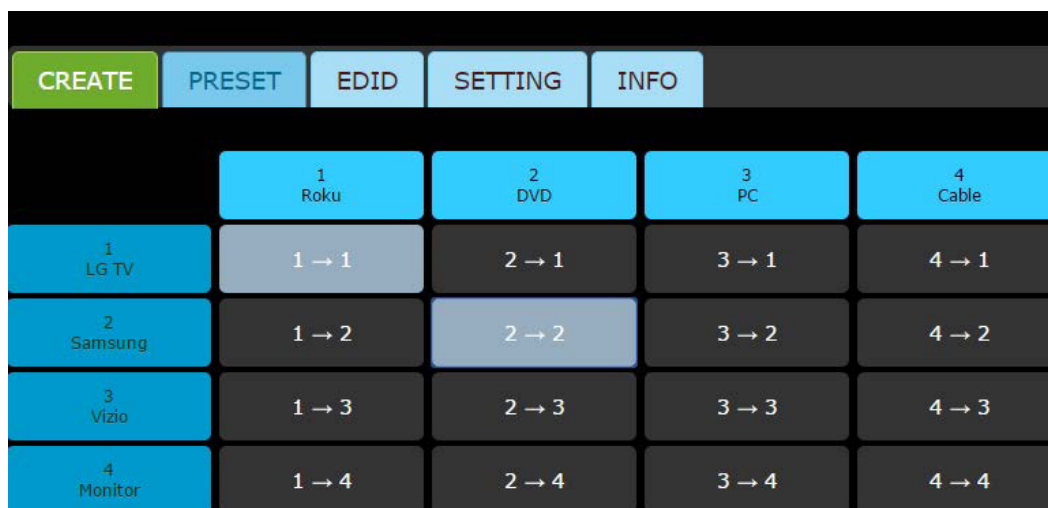 CREATE PRESET EDID SETTING INFO
1 2 3 4
Roku DVD PC Cable
1
LG TV
1 → 1 2 → 1 3 → 1 4 → 1
2
Samsung
1 → 2 2 → 2 3 → 2 4 → 2
3
Vizio
1 → 3 2 → 3 3 → 3 4 → 3
4
Monitor
1 → 4 2 → 4 3 → 4 4 → 4